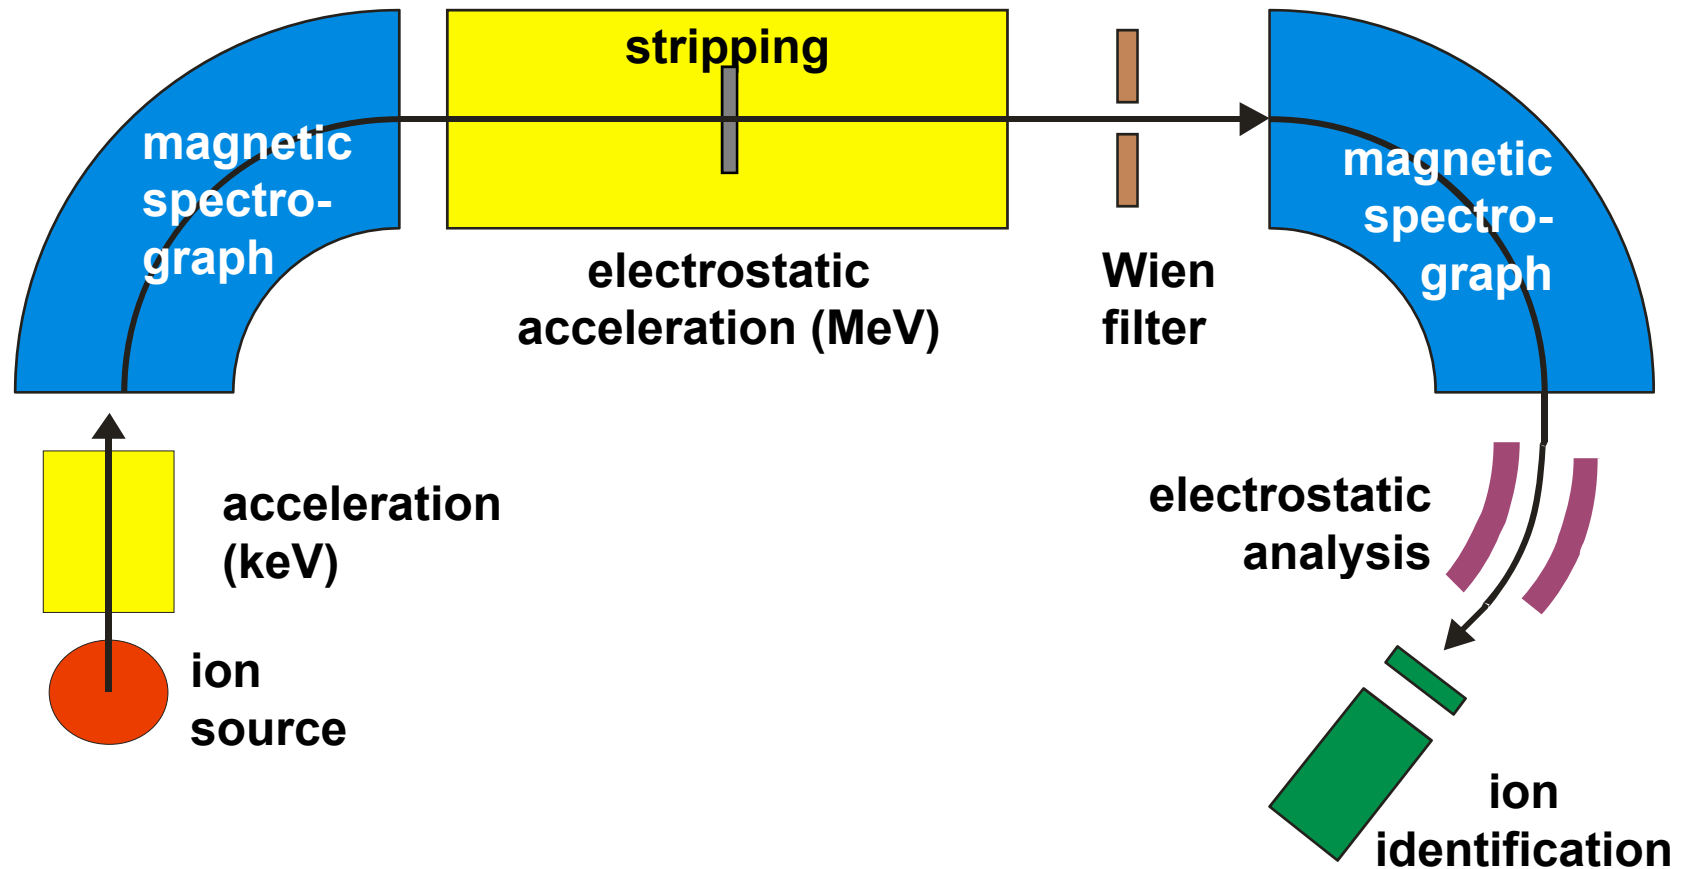 stripping
magnetic
spectro-
graph
magnetic
spectro-
graph
electrostatic
acceleration (MeV)
Wien
filter
acceleration
(keV)
electrostatic
analysis
ion
source
ion
identification